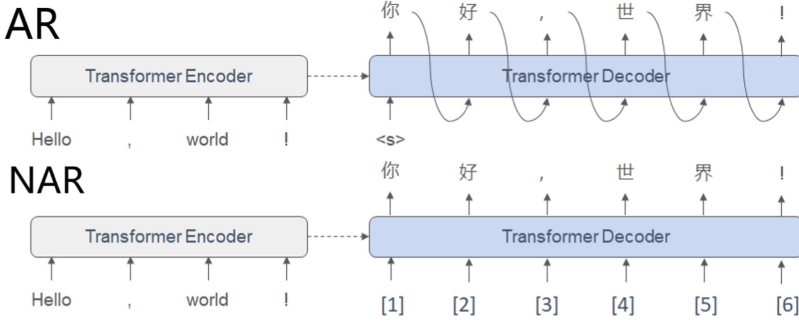 AR
你 好 , 世 界 !
Transformer Encoder Transformer Decoder
Hello , world ! <s>
NAR
你 好 , 世 界 !
Transformer Encoder Transformer Decoder
Hello , world ! [1] [2] [3] [4] [5] [6]